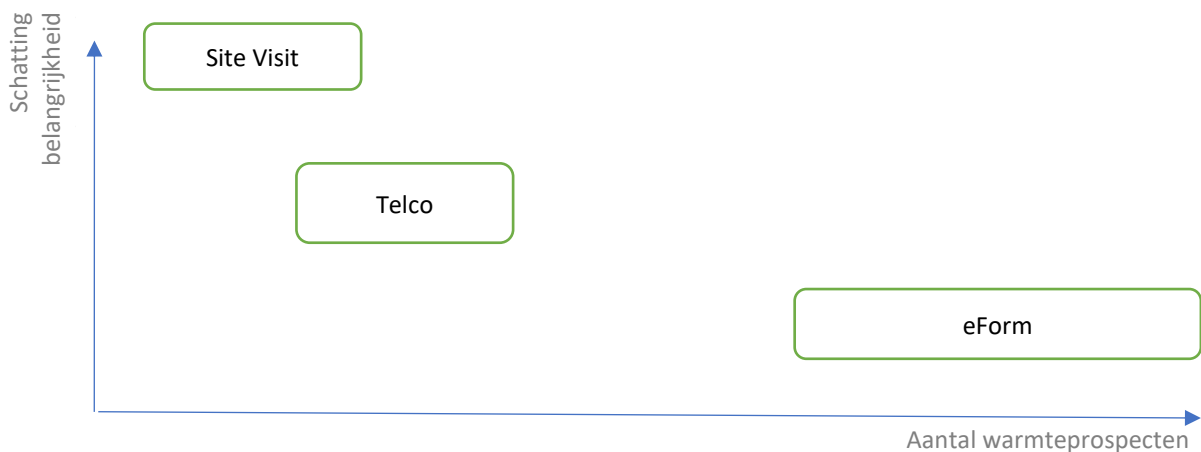 Schatting
belangrijkheid
Site Visit
Telco
eForm
Aantal warmteprospecten